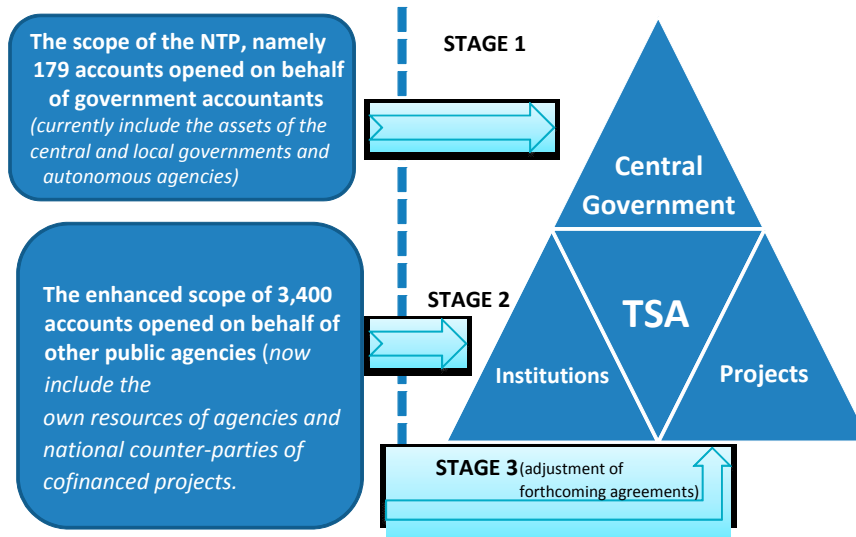 The scope of the NTP, namely
179 accounts opened on behalf
of government accountants
(currently include the assets of the
central and local governments and
autonomous agencies)
STAGE 1
Central
Government
The enhanced scope of 3,400
accounts opened on behalf of
other public agencies (now
include the
own resources of agencies and
national counter-parties of
cofinanced projects.
STAGE 2
TSA
Institutions
Projects
STAGE 3 (adjustment of
forthcoming agreements)